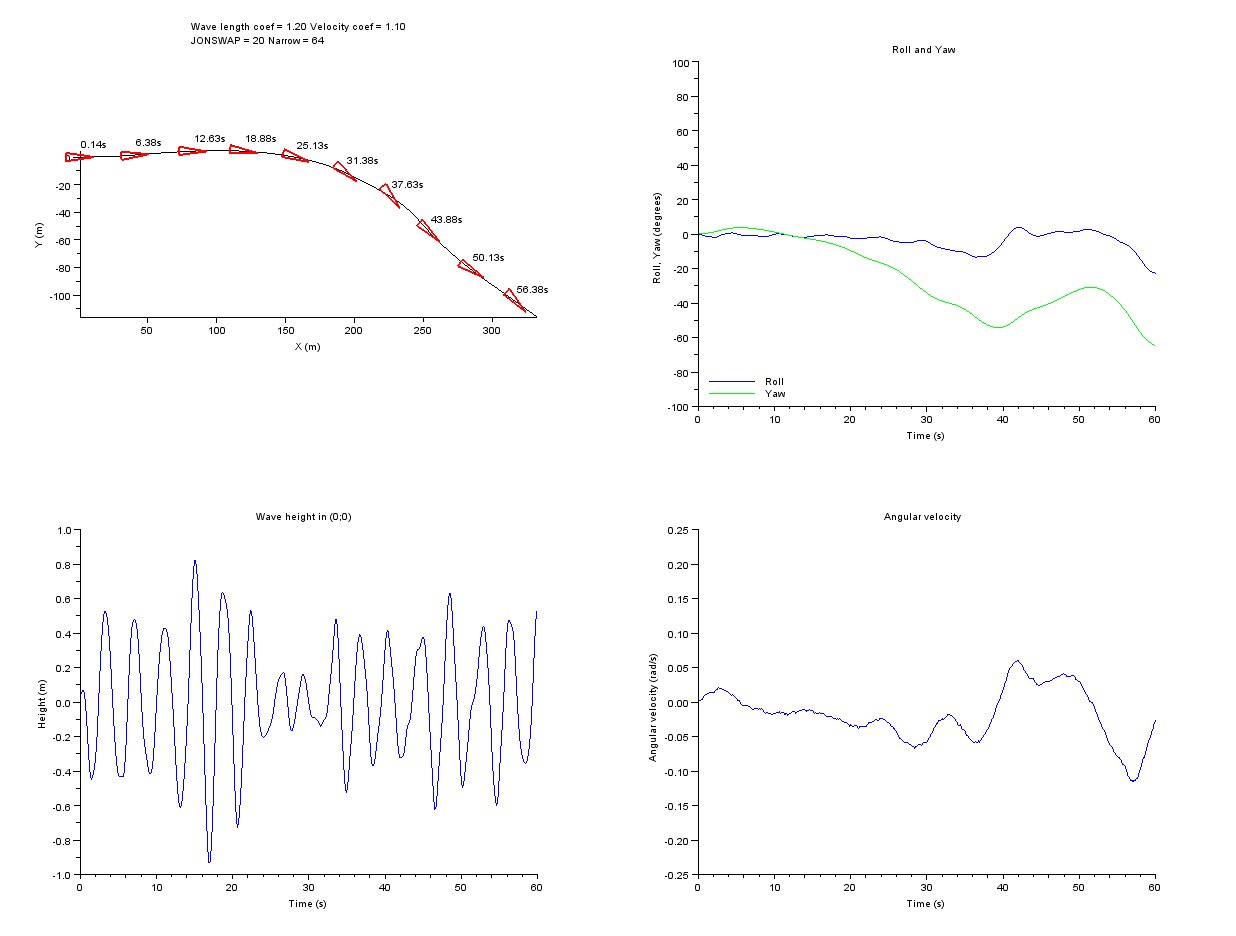 Wave length coef = 1.20 Velocity coef = 1.10
JONSWAP = 20 Narrow = 64
0.14s
6.38s
12.63s
18.88s
25.13s
31.38s
37.63s
43.88s
50.13s
56.38s
-20
-40
-60
-80
-100
Y (m)
50
100
150
200
250
300
X (m)
Roll and Yaw
100
80
60
40
20
0
-20
-40
-60
-80
-100
Roll, Yaw (degrees)
Roll
Yaw
0
10
20
30
40
50
60
Time (s)
Wave height in (0;0)
1.0
0.8
0.6
0.4
0.2
0.0
-0.2
-0.4
-0.6
-0.8
-1.0
Height (m)
0
10
20
30
40
50
60
Time (s)
Angular velocity
0.25
0.20
0.15
0.10
0.05
0.00
-0.05
-0.10
-0.15
-0.20
-0.25
Angular velocity (rad/s)
0
10
20
30
40
50
60
Time (s)